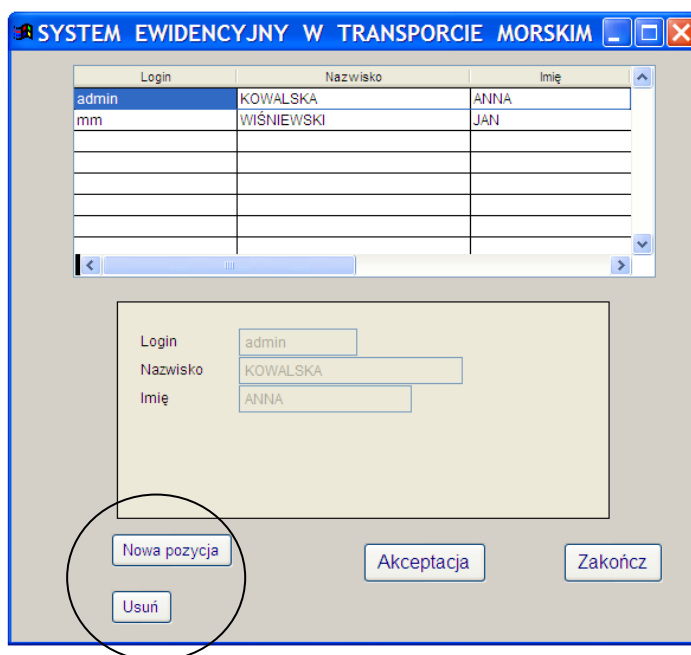 SYSTEM EWIDENCYJNY W TRANSPORCIE MORSKIM
Login Nazwisko Imię
admin KOWALSKA ANNA
mm WIŚNIEWSKI JAN
Login admin
Nazwisko KOWALSKA
Imię ANNA
Nowa pozycja
Akceptacja Zakończ
Usuń